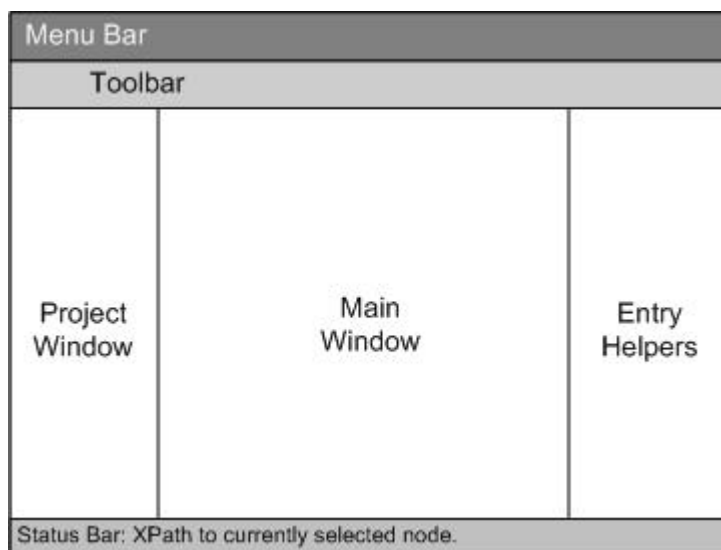 Menu Bar
Toolbar
Project
Window
Main
Window
Entry
Helpers
Status Bar: XPath to currently selected node.